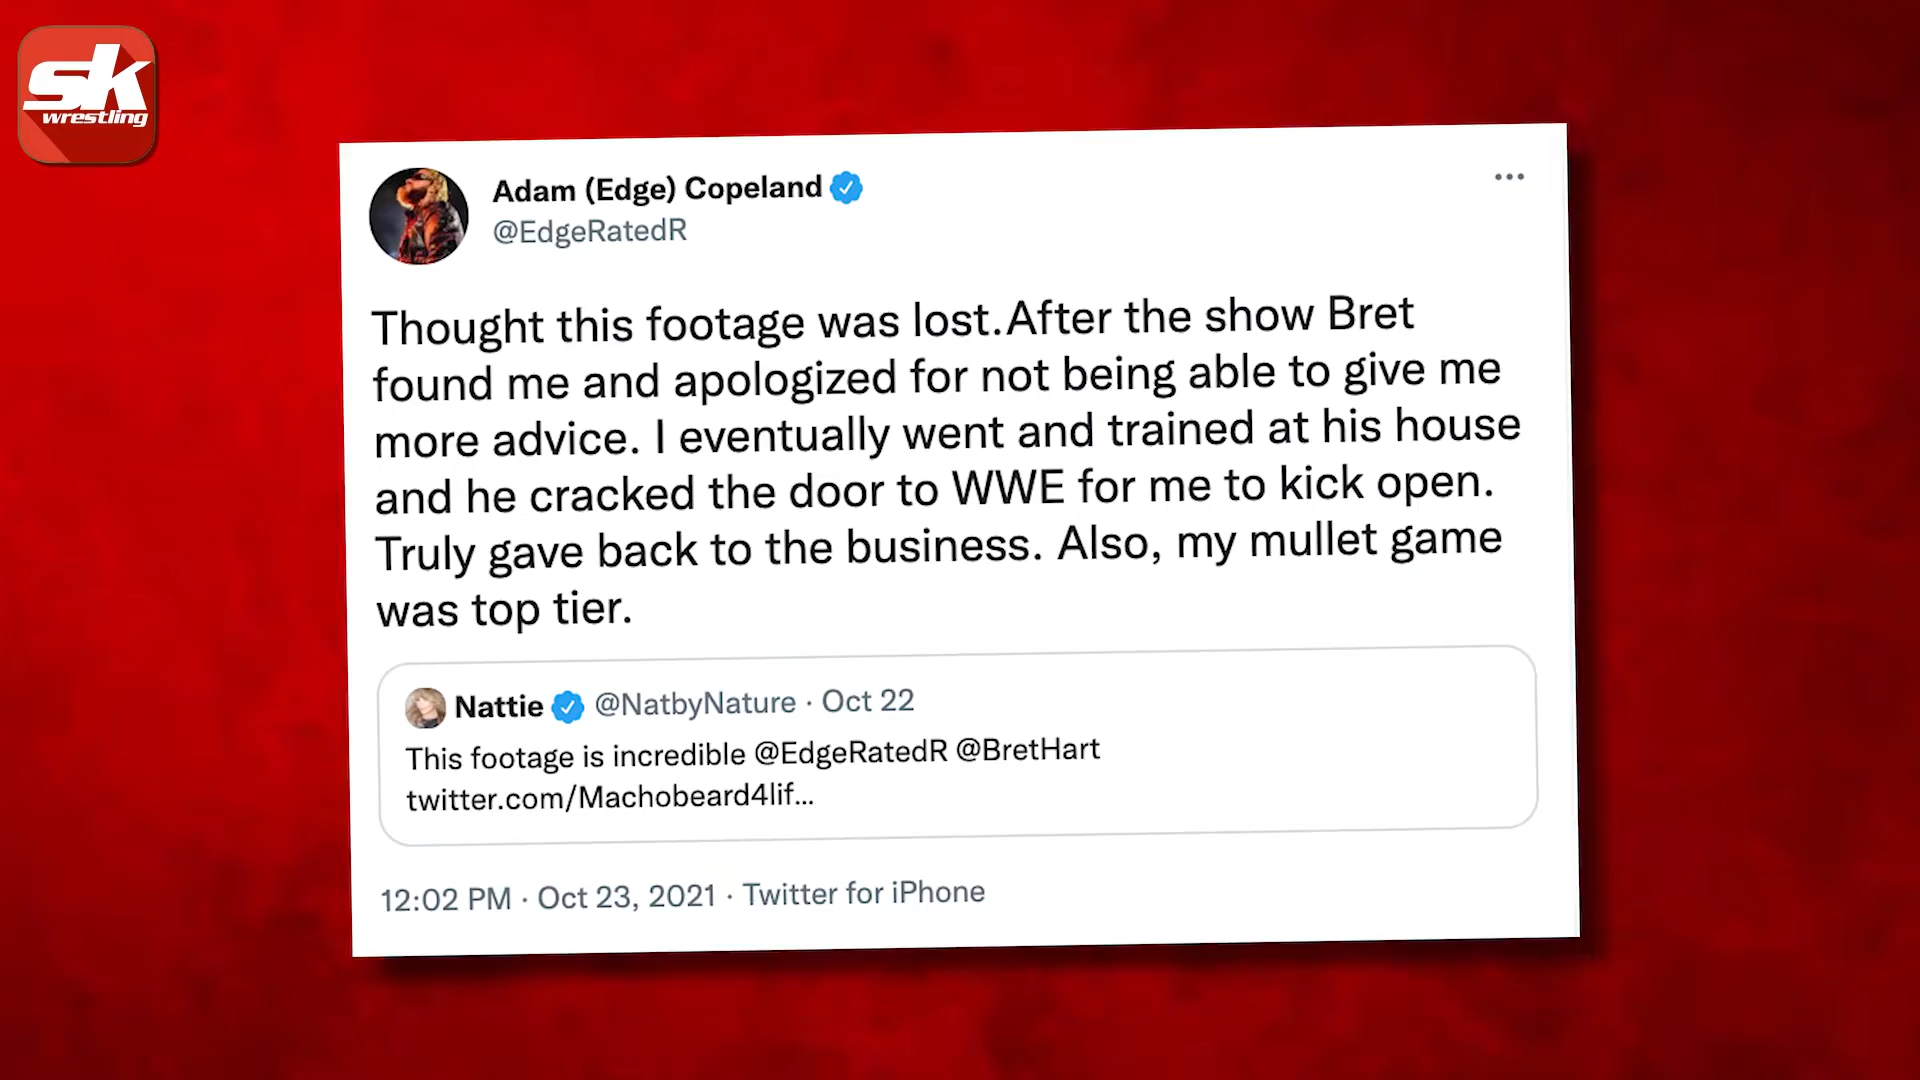 sk
wrestling
Adam (Edge) Copeland
@EdgeRatedR
Thought this footage was lost.After the show Bret
found me and apologized for not being able to give me
more advice. I eventually went and trained at his house
and he cracked the door to WWE for me to kick open.
Truly gave back to the business. Also, my mullet game
was top tier.
Nattie @NatbyNature · Oct 22
This footage is incredible @EdgeRatedR @BretHart
twitter.com/Machobeard4lif...
12:02 PM · Oct 23, 2021 · Twitter for iPhone